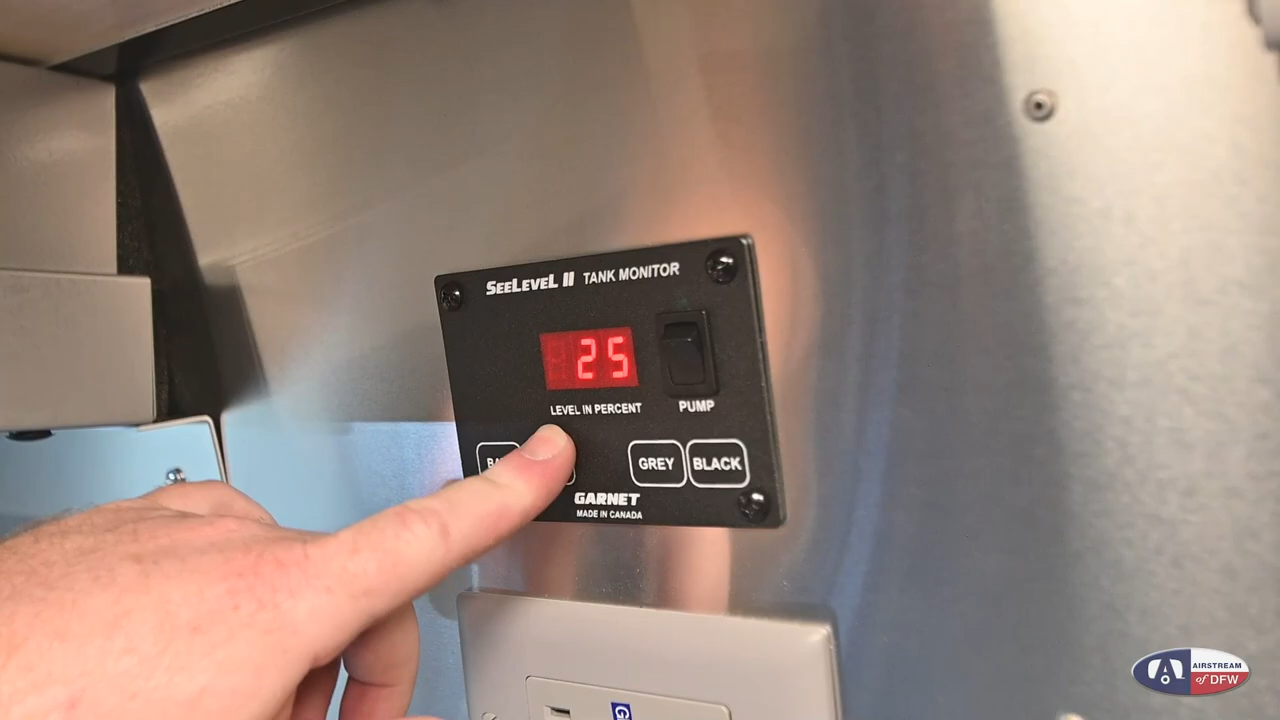 SEELEVEL II TANK MONITOR
25
LEVEL IN PERCENT
PUMP
GREY
BLACK
GARNET
MADE IN CANADA
AIRSTREAM
of DFW